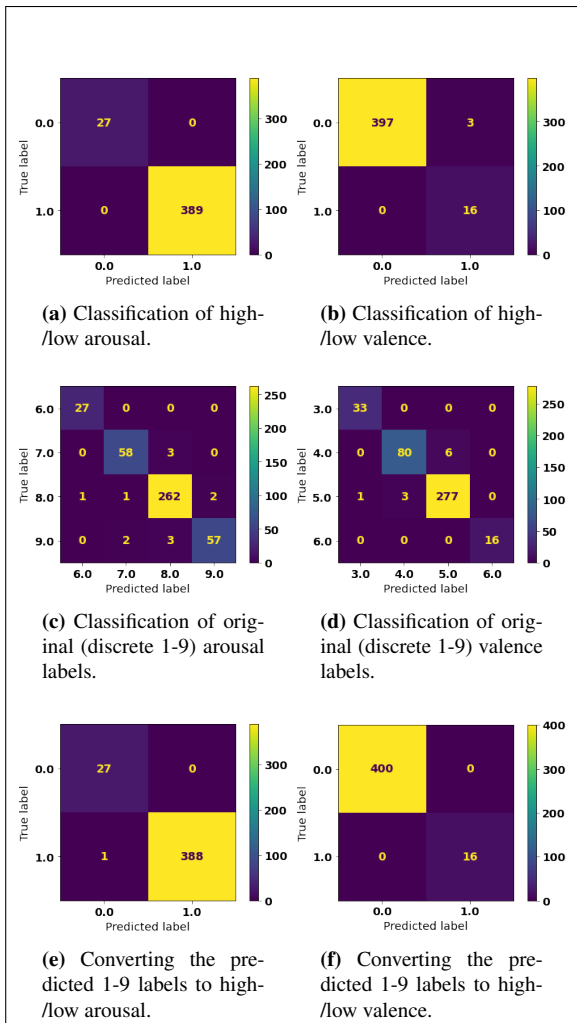 300
0.0 27 0
200
True label
1.0 0 389 100
0
0.0 1.0
Predicted label
(a) Classification of high-
/low arousal.
0.0 397 3 300
200
True label
1.0 0 16 100
0
0.0 1.0
Predicted label
(b) Classification of high-
/low valence.
6.0 27 0 0 0 250
200
7.0 0 58 3 0
150
True label
8.0 1 1 262 2 100
50
9.0 0 2 3 57
0
6.0 7.0 8.0 9.0
Predicted label
(c) Classification of orig-
inal (discrete 1-9) arousal
labels.
3.0 33 0 0 0 250
200
4.0 0 80 6 0
150
True label
5.0 1 3 277 0 100
50
6.0 0 0 0 16
0
3.0 4.0 5.0 6.0
Predicted label
(d) Classification of orig-
inal (discrete 1-9) valence
labels.
300
0.0 27 0
200
True label
1.0 1 388 100
0
0.0 1.0
Predicted label
(e) Converting the pre-
dicted 1-9 labels to high-
/low arousal.
400
0.0 400 0 300
200
True label
1.0 0 16 100
0
0.0 1.0
Predicted label
(f) Converting the pre-
dicted 1-9 labels to high-
/low valence.